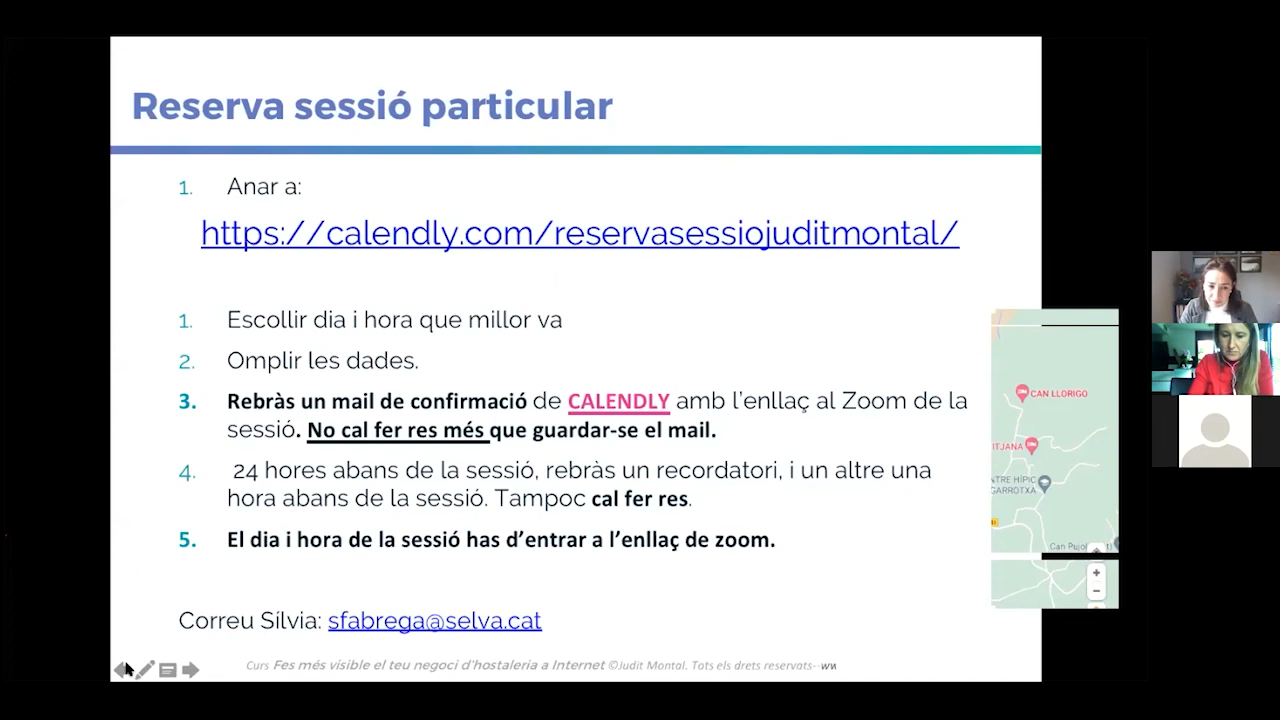 Reserva sessió particular
1. Anar a:
https://calendly.com/reservasessiojuditmontal/
1. Escollir dia i hora que millor va
2. Omplir les dades.
3. Rebràs un mail de confirmació de CALENDLY amb l'enllaç al Zoom de la
sessió. No cal fer res més que guardar-se el mail.
4. 24 hores abans de la sessió, rebràs un recordatori, i un altre una
hora abans de la sessió. Tampoc cal fer res.
5. El dia i hora de la sessió has d'entrar a l'enllaç de zoom.
Correu Sílvia: sfabrega@selva.cat
Curs Fes més visible el teu negoci d'hostaleria a Internet ©Judit Montal. Tots els drets reservats--ww
CAN LLORIGO
ITJANA
NTRE HÍPIC
GARROTXA
Can Pujol